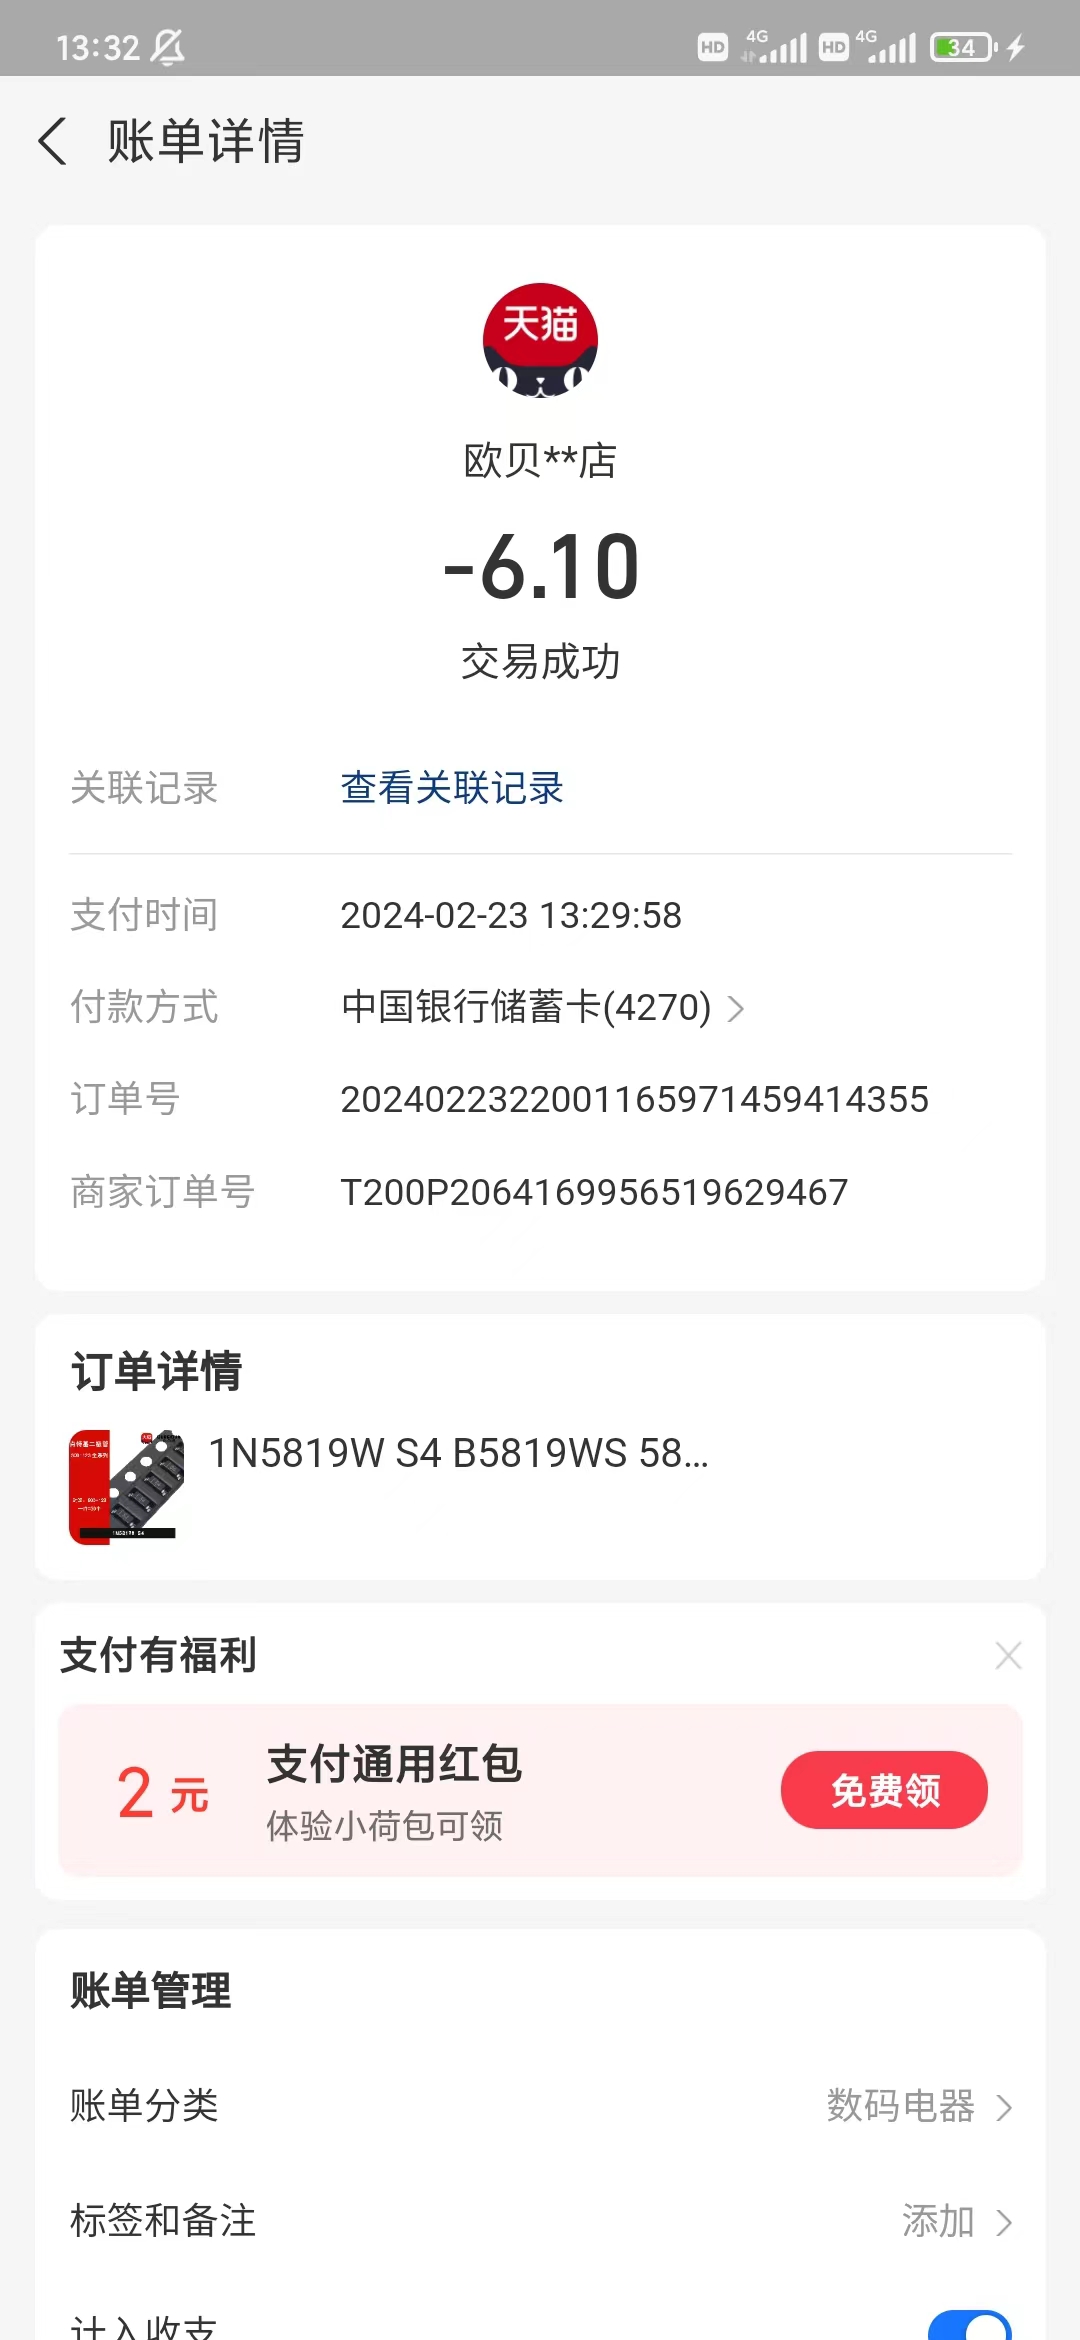 13:32 HD 4G HD 4G 34
账单详情
天猫
欧贝**店
-6.10
交易成功
关联记录 查看关联记录
支付时间 2024-02-23 13:29:58
付款方式 中国银行储蓄卡(4270)
订单号 20240223220011659714594143​55
商家订单号 T200P2064169956519629467
订单详情
1N5819W S4 B5819WS 58...
支付有福利
2 元 支付通用红包 免费领
体验小荷包可领
账单管理
账单分类 数码电器
标签和备注 添加
计入收支